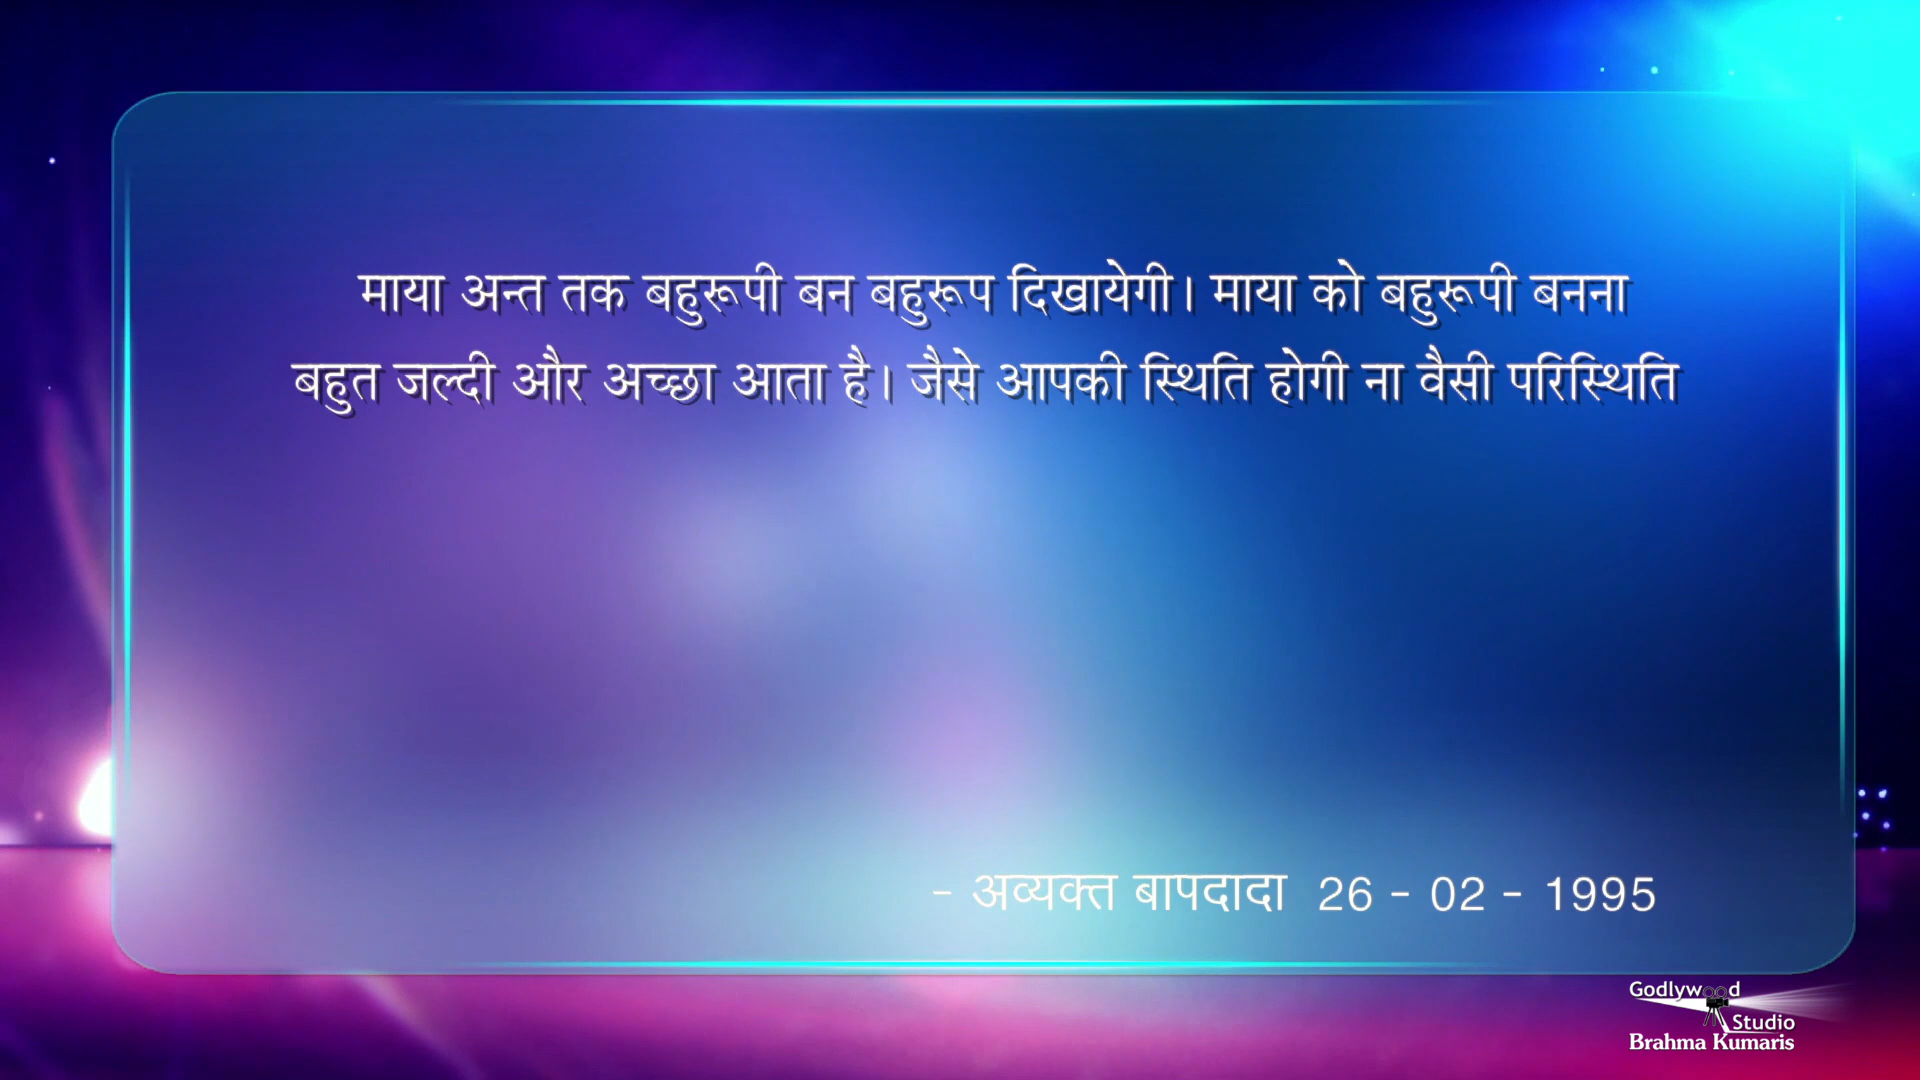 माया अन्त तक बहुरूपी बन बहुरूप दिखायेगी। माया को बहुरूपी बनना
बहुत जल्दी और अच्छा आता है। जैसे आपकी स्थिति होगी ना वैसी परिस्थिति
- अव्यक्त बापदादा 26 - 02 - 1995
Godlywood
Studio
Brahma Kumaris